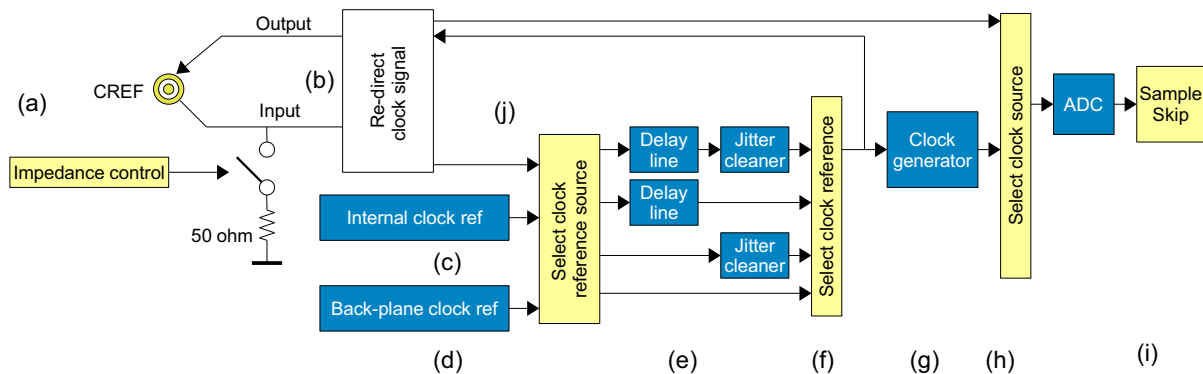 Output
(a)
CREF
(b)
Input
Re-direct
clock signal
(j)
Impedance control
50 ohm
Internal clock ref
(c)
Back-plane clock ref
(d)
Select clock
reference source
Delay
line
Jitter
cleaner
Delay
line
Jitter
cleaner
(e)
Select clock reference
(f)
Clock
generator
(g)
Select clock source
(h)
ADC
Sample
Skip
(i)